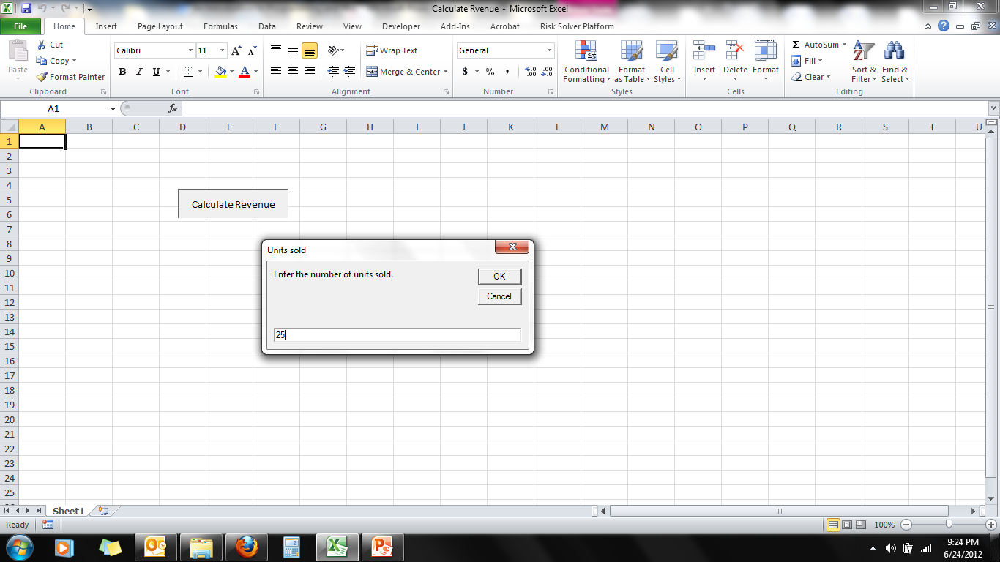 Calculate Rvenue - Microsoft Excel
File Home Insert Page Layout Formulas Data Review View Developer Add-Ins Acrobat Risk Solver Platform
Paste
Cut
Copy
Format Painter
Clipboard
Calibri 11
B I U A
Font
Wrap Text
Merge & Center
Alignment
General
$ % ,
Number
Conditional Formatting
Format as Table
Cell Styles
Styles
Insert Delete Format
Cells
Σ AutoSum
Fill
Clear
Sort & Filter
Find & Select
Editing
A1 fx
A B C D E F G H I J K L M N O P Q R S T U
1
2
3
4
5
6
7
8
9
10
11
12
13
14
15
16
17
18
19
20
21
22
23
24
25
Calculate Revenue
Units sold
Enter the number of units sold.
OK
Cancel
25
Sheet1
Ready 100%
9:24 PM
6/24/2012